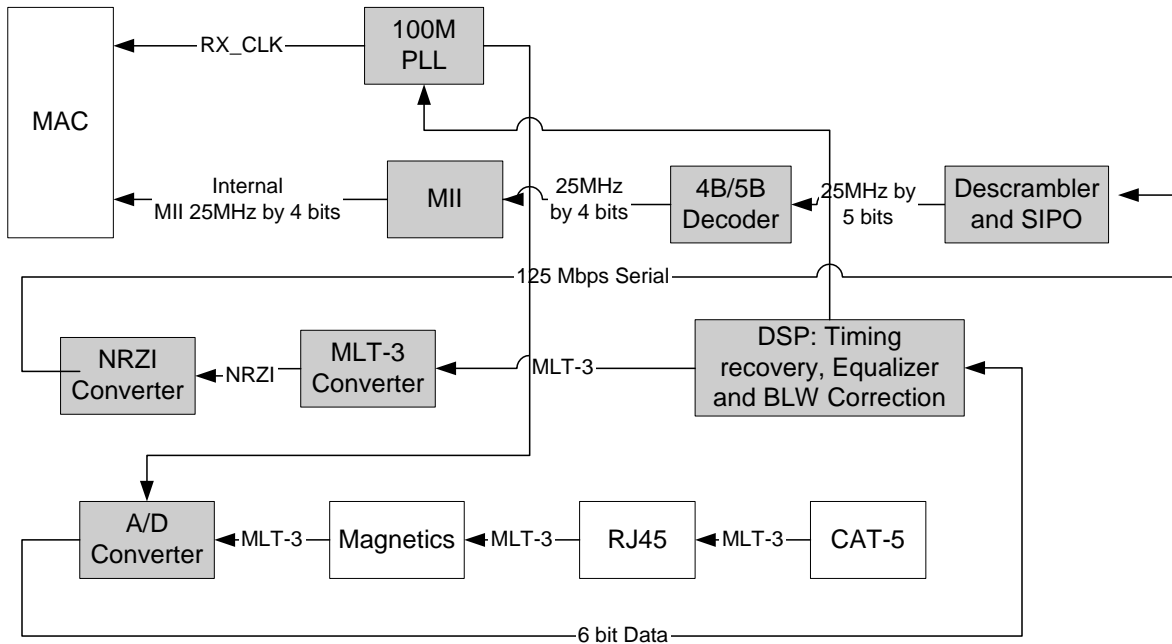 100M
PLL
RX_CLK
MAC
Internal
MII 25MHz by 4 bits
MII
25MHz
by 4 bits
4B/5B
Decoder
25MHz by
5 bits
Descrambler
and SIPO
125 Mbps Serial
NRZI
Converter
NRZI
MLT-3
Converter
MLT-3
DSP: Timing
recovery, Equalizer
and BLW Correction
A/D
Converter
MLT-3
Magnetics
MLT-3
RJ45
MLT-3
CAT-5
6 bit Data